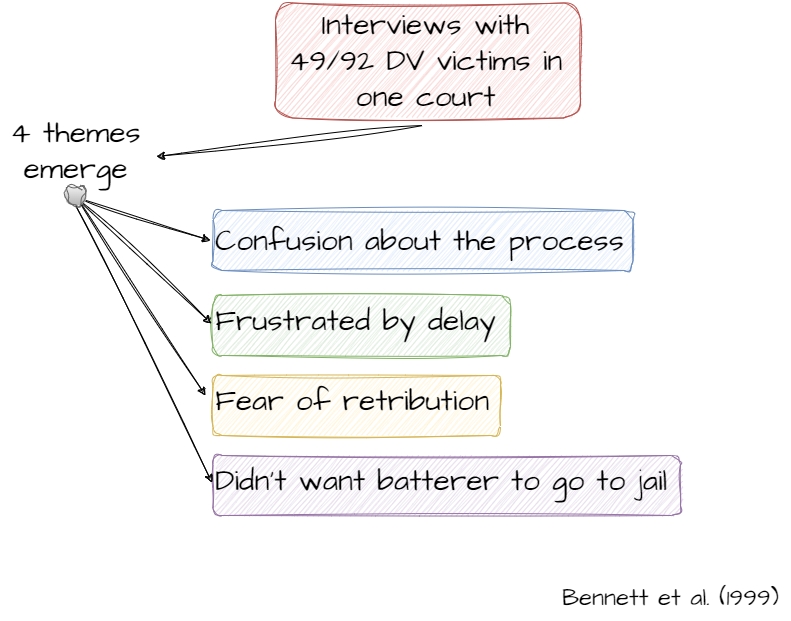 Interviews with
49/92 DV victims in
one court
4 themes
emerge
Confusion about the process
Frustrated by delay
Fear of retribution
Didn't want batterer to go to jail
Bennett et al. (1999)